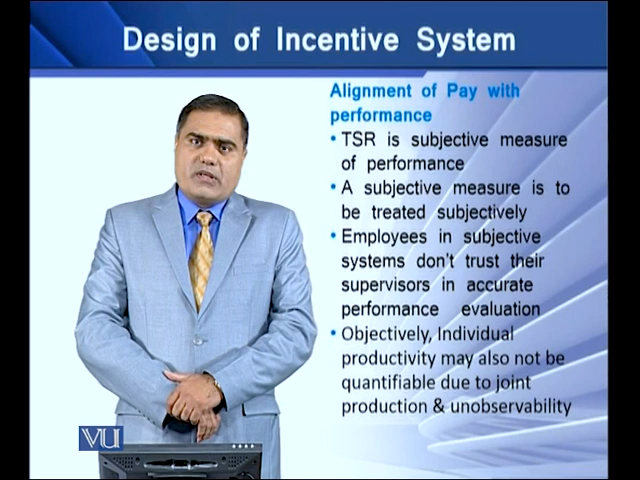 Design of Incentive System
Alignment of Pay with
performance
• TSR is subjective measure
of performance
• A subjective measure is to
be treated subjectively
• Employees in subjective
systems don't trust their
supervisors in accurate
performance evaluation
• Objectively, Individual
productivity may also not be
quantifiable due to joint
production & unobservability
VU